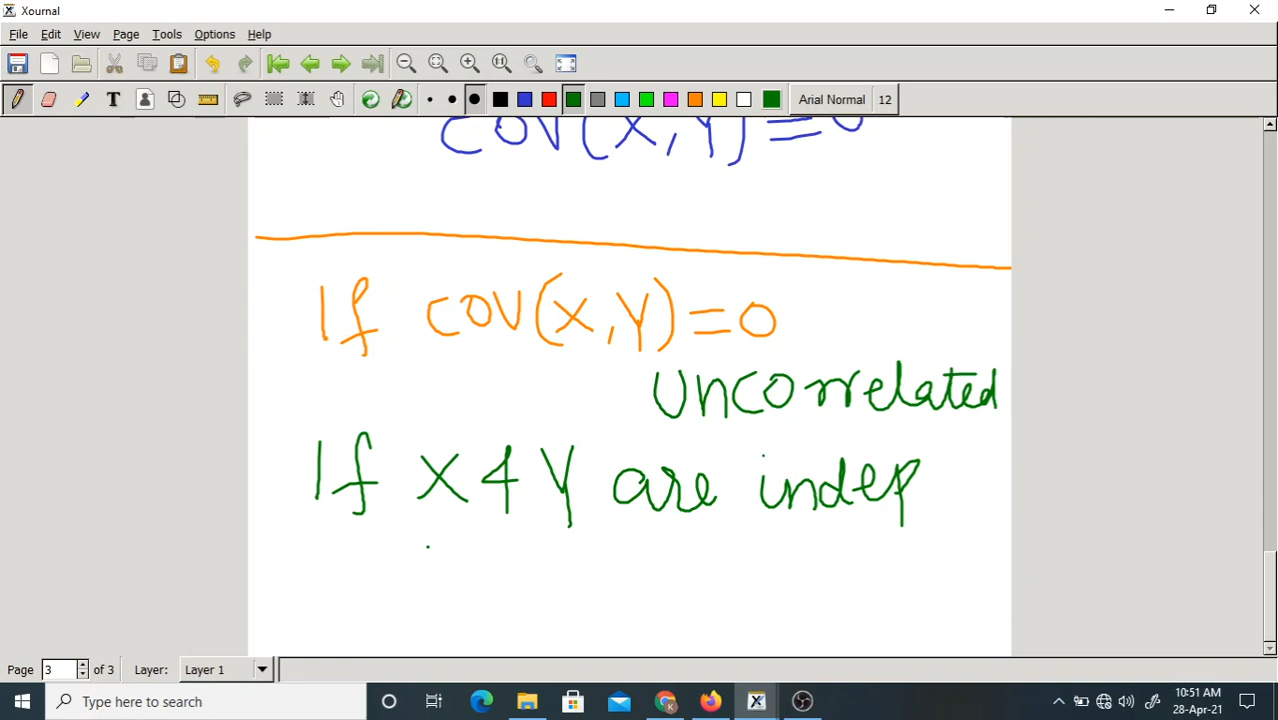 Xournal
File Edit View Page Tools Options Help
Arial Normal 12
COV(X,Y)=0
If COV(X,Y)=0
Uncorrelated
If X & Y are indep
Page 3 of 3 Layer: Layer 1
Type here to search
10:51 AM
28-Apr-21